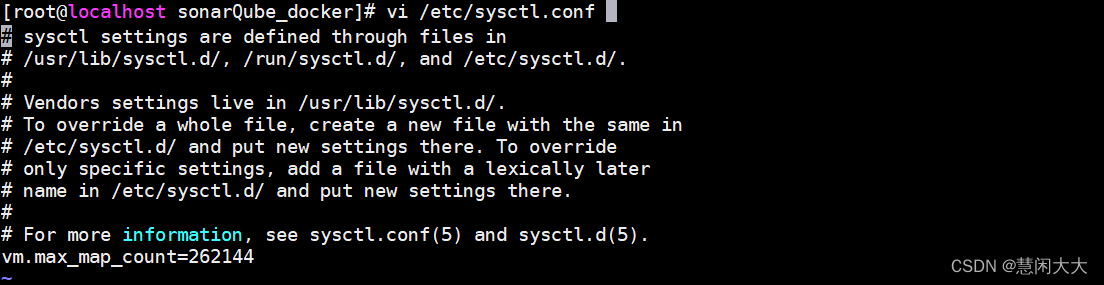 [root@localhost sonarQube_docker]# vi /etc/sysctl.conf
# sysctl settings are defined through files in
# /usr/lib/sysctl.d/, /run/sysctl.d/, and /etc/sysctl.d/.
#
# Vendors settings live in /usr/lib/sysctl.d/.
# To override a whole file, create a new file with the same in
# /etc/sysctl.d/ and put new settings there. To override
# only specific settings, add a file with a lexically later
# name in /etc/sysctl.d/ and put new settings there.
#
# For more information, see sysctl.conf(5) and sysctl.d(5).
vm.max_map_count=262144
~
CSDN @慧闲大大